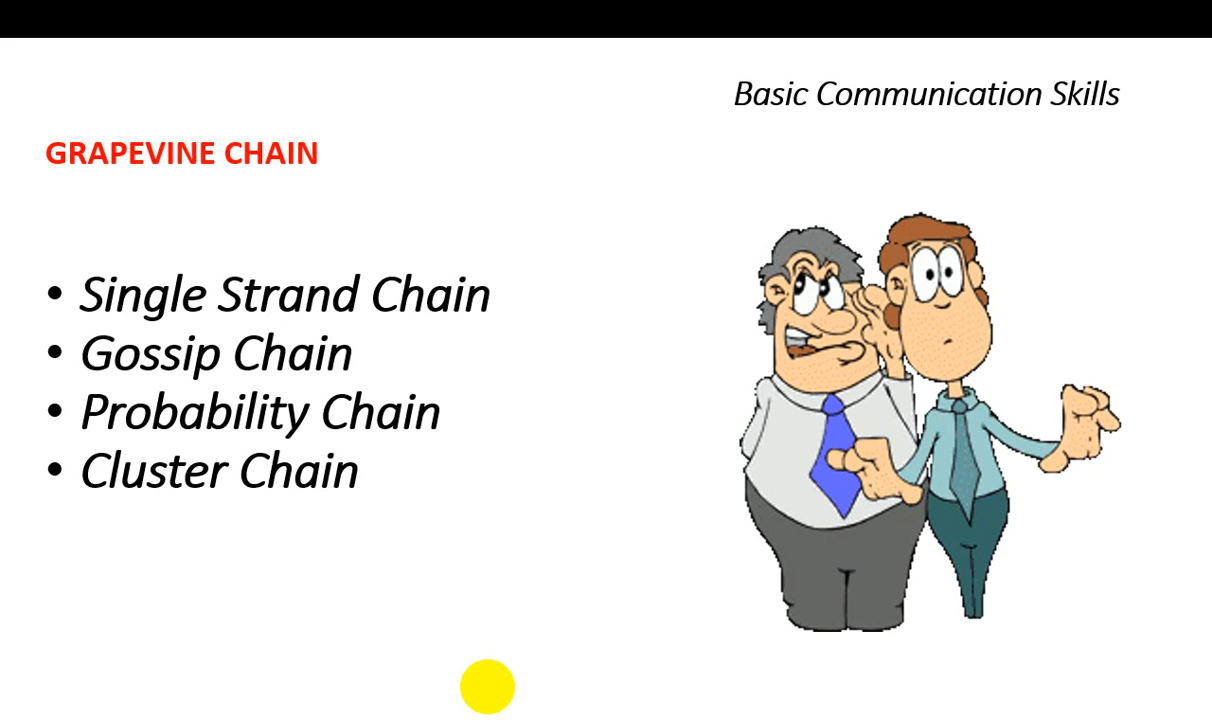 Basic Communication Skills
GRAPEVINE CHAIN
• Single Strand Chain
• Gossip Chain
• Probability Chain
• Cluster Chain